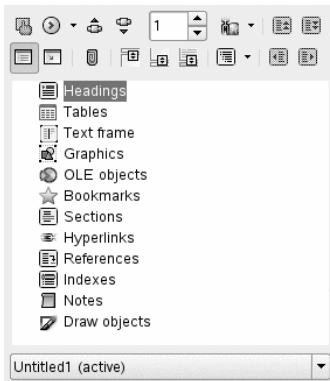 1
Headings
Tables
Text frame
Graphics
OLE objects
Bookmarks
Sections
Hyperlinks
References
Indexes
Notes
Draw objects
Untitled1 (active)